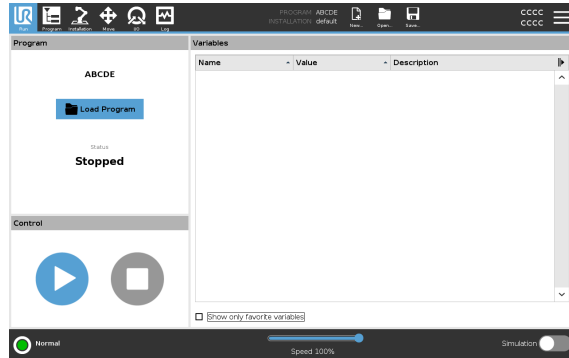 UR
PROGRAM ABCDE
INSTALLATION default
CCCC
CCCC
Run Program Installation Move I/O Log New... Open... Save...
Program
Variables
Name Value Description
ABCDE
Load Program
Status
Stopped
Control
Show only favorite variables
Normal
Speed 100%
Simulation